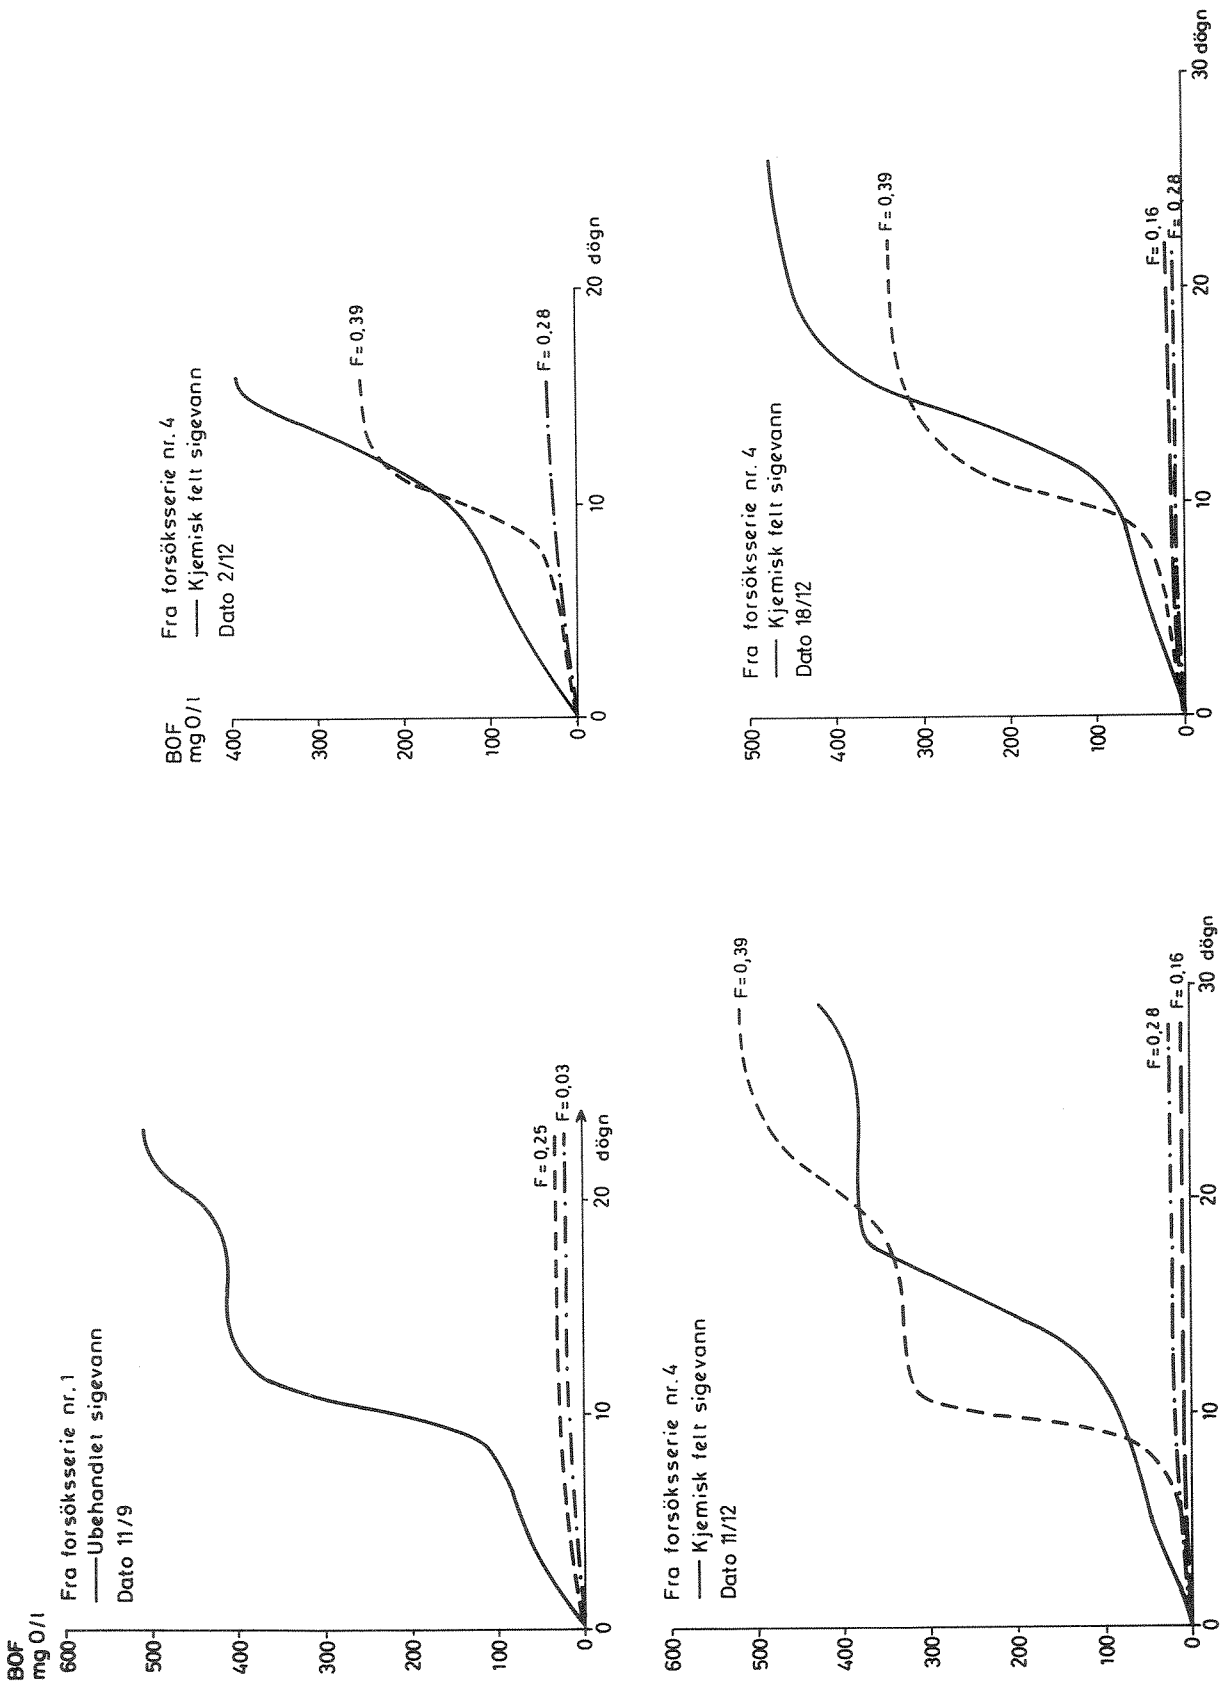 BOF
mg O/l
600
500
400
300
200
100
0
Fra forsöksserie nr. 1
Ubehandlet sigevann
Dato 11/9
F = 0,25
F = 0,03
0
10
20
dögn
BOF
mg O/l
400
300
200
100
0
Fra forsöksserie nr. 4
Kjemisk felt sigevann
Dato 2/12
F = 0,39
F = 0,28
0
10
20 dögn
600
500
400
300
200
100
0
Fra forsöksserie nr. 4
Kjemisk felt sigevann
Dato 11/12
F = 0,39
F = 0,28
F = 0,16
0
10
20
30 dögn
500
400
300
200
100
0
Fra forsöksserie nr. 4
Kjemisk felt sigevann
Dato 18/12
F = 0,39
F = 0,16
F = 0,28
0
10
20
30 dögn